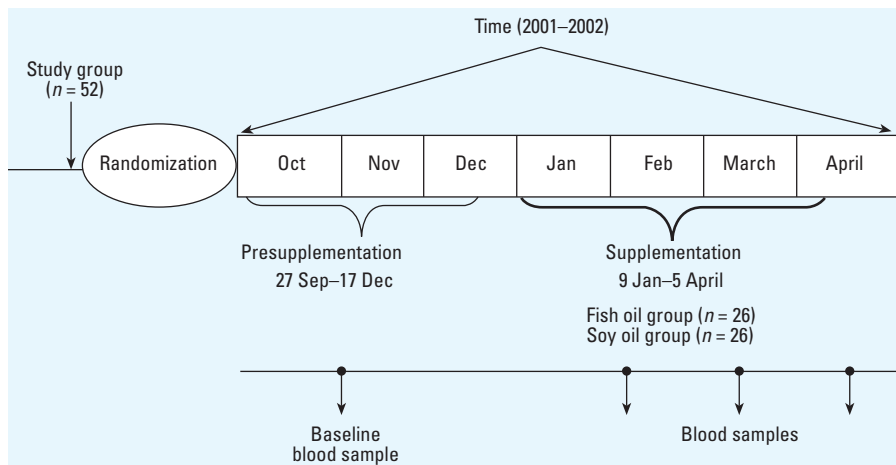 Time (2001–2002)
Study group
(n = 52)
Randomization
Oct
Nov
Dec
Jan
Feb
March
April
Presupplementation
27 Sep–17 Dec
Supplementation
9 Jan–5 April
Fish oil group (n = 26)
Soy oil group (n = 26)
Baseline
blood sample
Blood samples